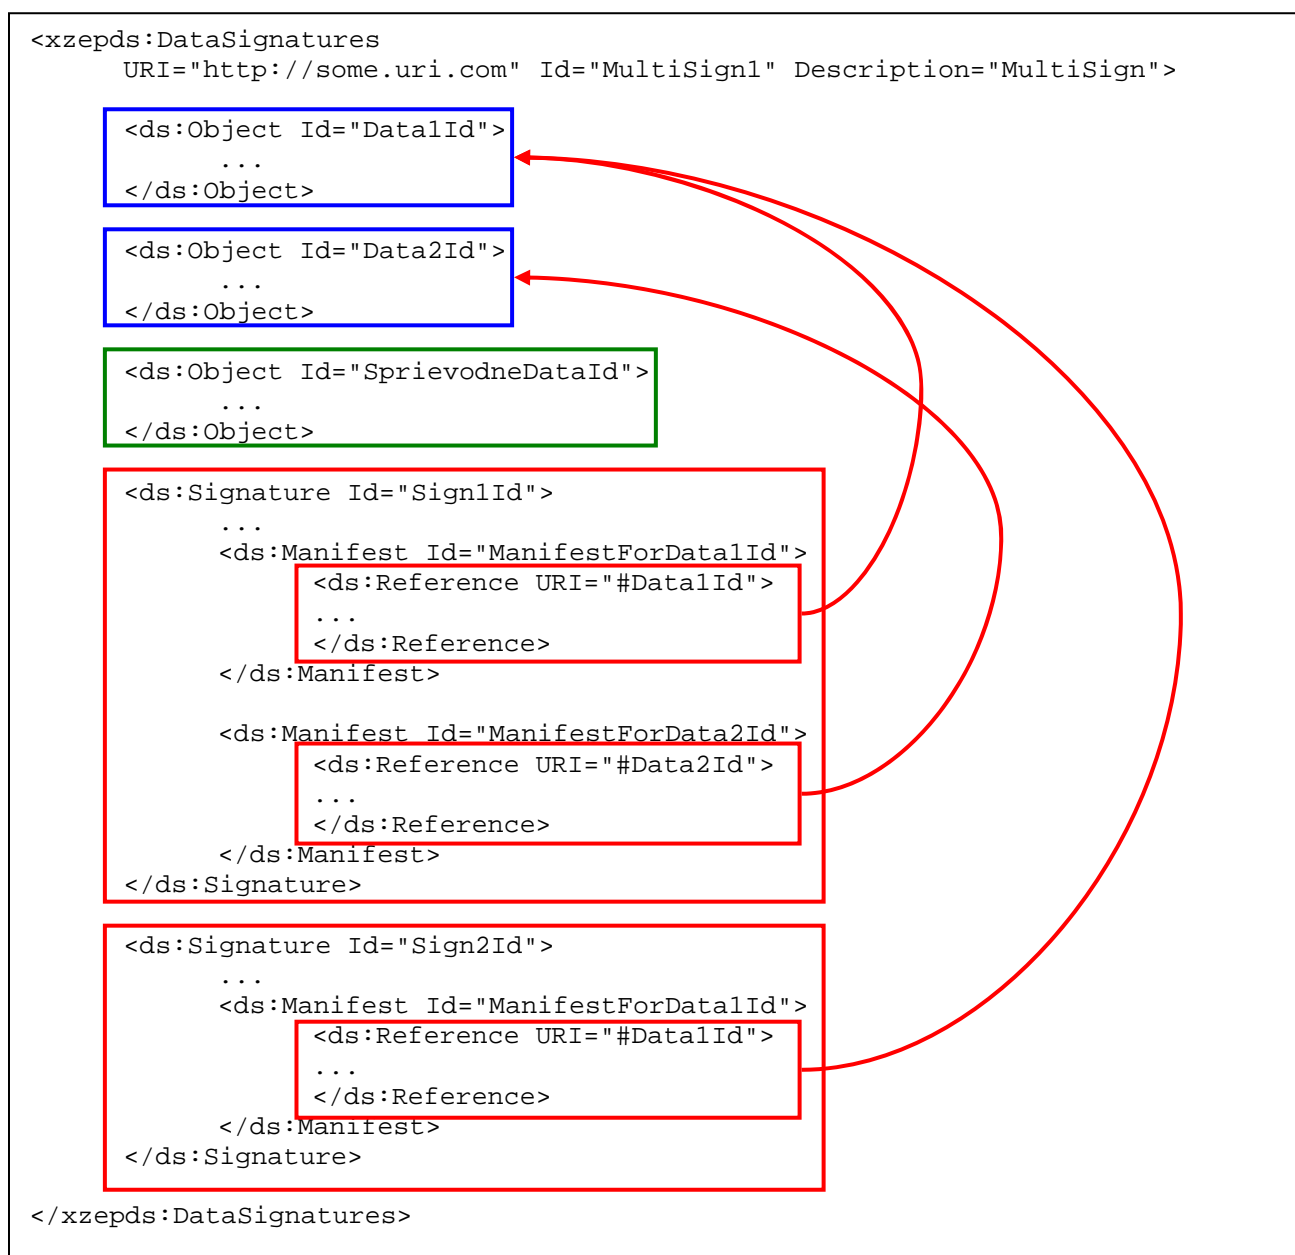 <xzepds:DataSignatures
URI="http://some.uri.com" Id="MultiSign1" Description="MultiSign">
<ds:Object Id="Data1Id">
...
</ds:Object>
<ds:Object Id="Data2Id">
...
</ds:Object>
<ds:Object Id="SprievodneDataId">
...
</ds:Object>
<ds:Signature Id="Sign1Id">
...
<ds:Manifest Id="ManifestForData1Id">
<ds:Reference URI="#Data1Id">
...
</ds:Reference>
</ds:Manifest>
<ds:Manifest Id="ManifestForData2Id">
<ds:Reference URI="#Data2Id">
...
</ds:Reference>
</ds:Manifest>
</ds:Signature>
<ds:Signature Id="Sign2Id">
...
<ds:Manifest Id="ManifestForData1Id">
<ds:Reference URI="#Data1Id">
...
</ds:Reference>
</ds:Manifest>
</ds:Signature>
</xzepds:DataSignatures>